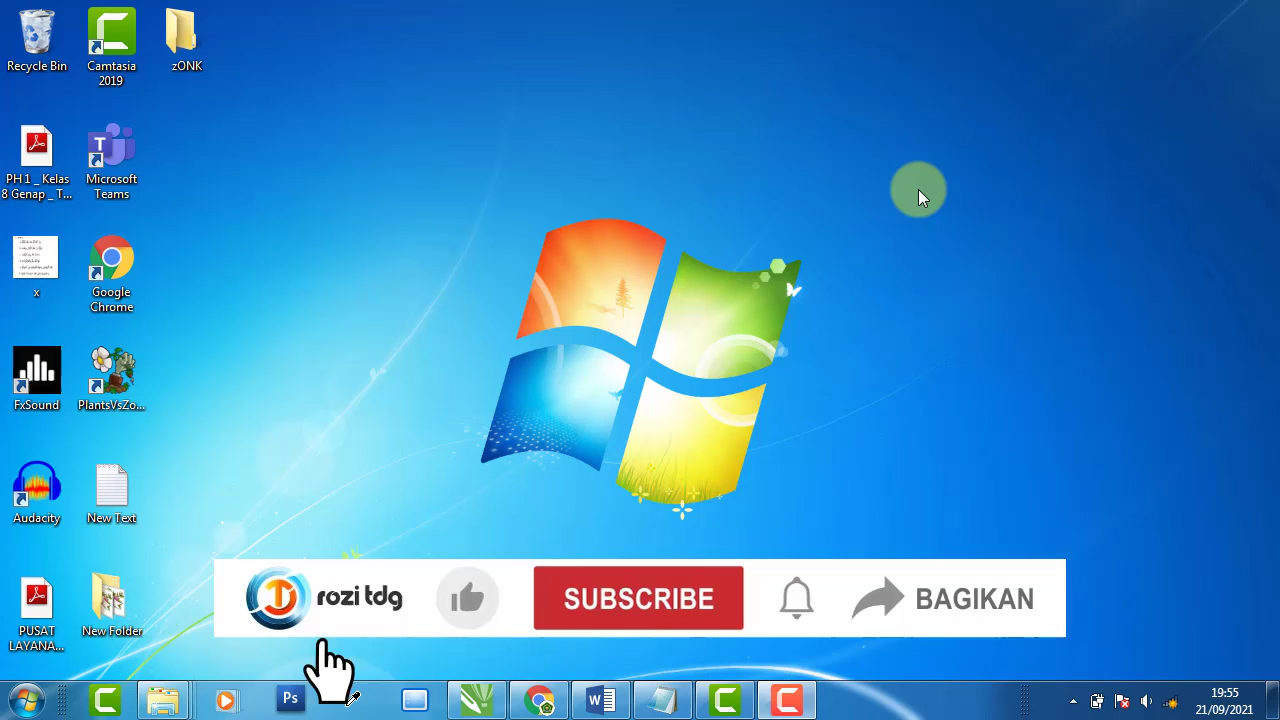 Recycle Bin
Camtasia
2019
zONK
PH 1 _ Kelas
8 Genap _ T...
Microsoft
Teams
x
Google
Chrome
FxSound
PlantsVsZo...
Audacity
New Text
PUSAT
LAYANA...
New Folder
rozi tdg
SUBSCRIBE
BAGIKAN
Ps
19:55
21/09/2021